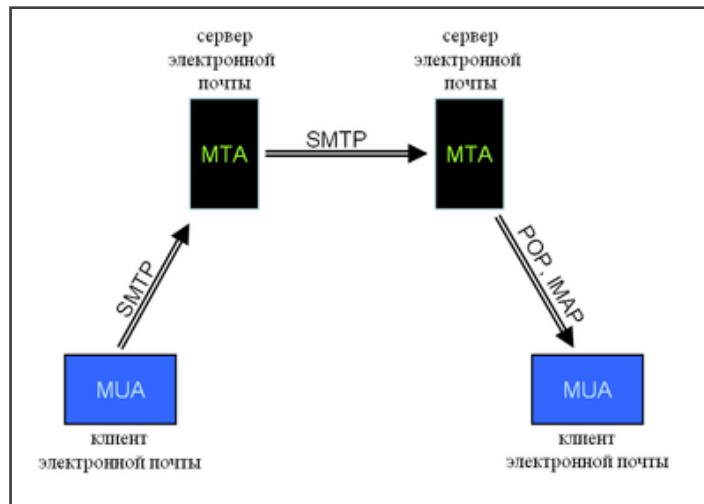 сервер
электронной
почты
сервер
электронной
почты
MTA
SMTP
MTA
SMTP
POP, IMAP
MUA
MUA
клиент
электронной почты
клиент
электронной почты